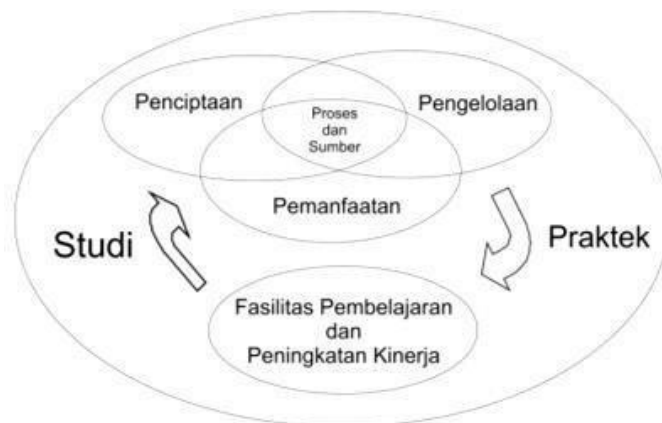 Penciptaan
Pengelolaan
Proses
dan
Sumber
Pemanfaatan
Studi
Praktek
Fasilitas Pembelajaran
dan
Peningkatan Kinerja